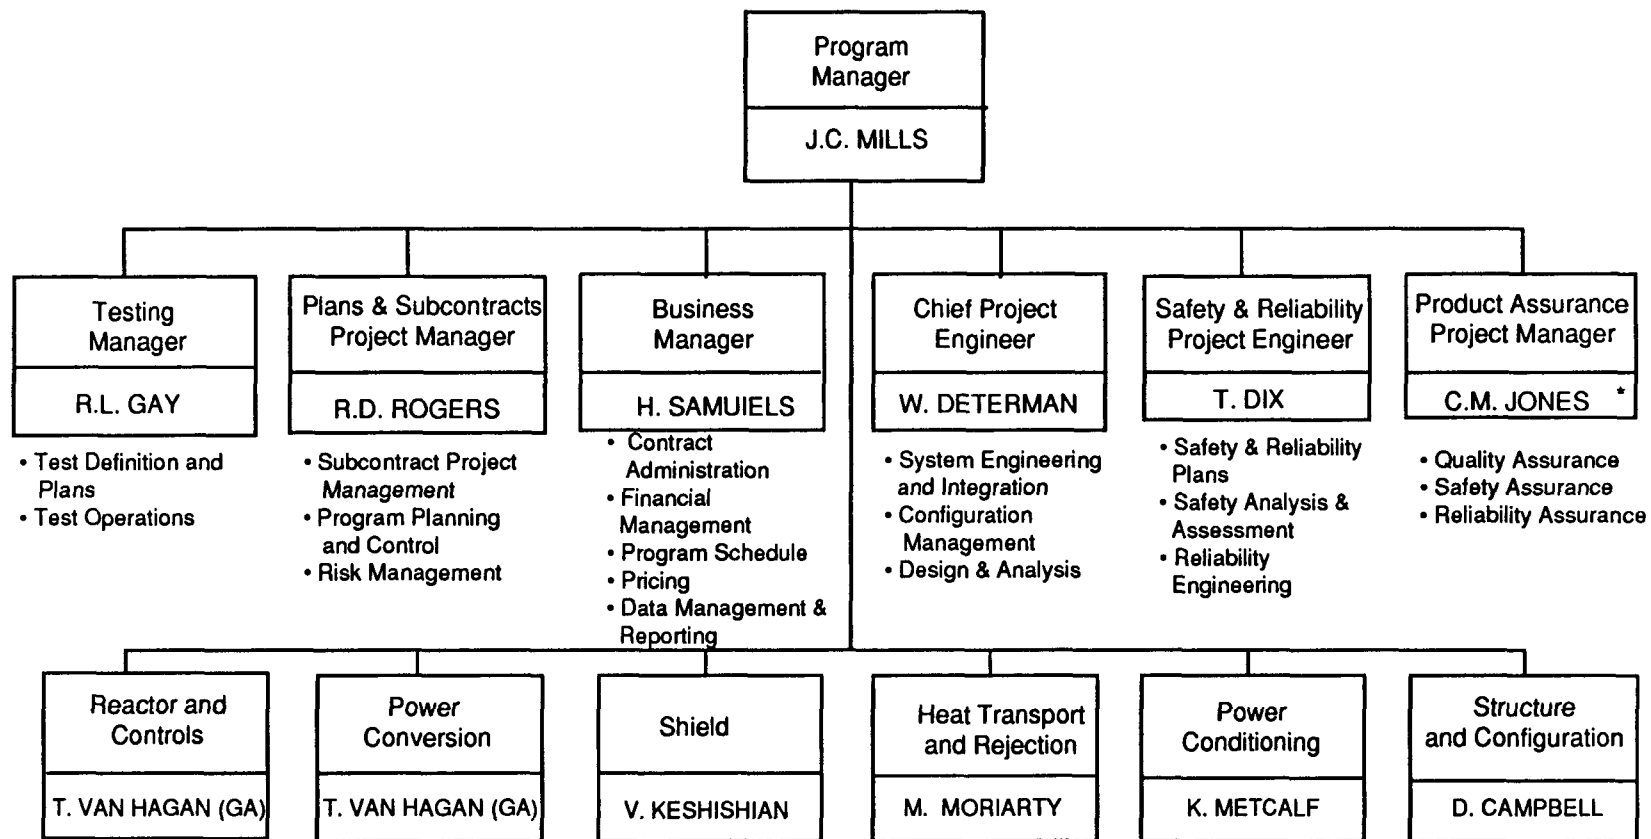 Program
Manager
J.C. MILLS
Testing
Manager
R.L. GAY
• Test Definition and
Plans
• Test Operations
Plans & Subcontracts
Project Manager
R.D. ROGERS
• Subcontract Project
Management
• Program Planning
and Control
• Risk Management
Business
Manager
H. SAMUIELS
• Contract
Administration
• Financial
Management
• Program Schedule
• Pricing
• Data Management &
Reporting
Chief Project
Engineer
W. DETERMAN
• System Engineering
and Integration
• Configuration
Management
• Design & Analysis
Safety & Reliability
Project Engineer
T. DIX
• Safety & Reliability
Plans
• Safety Analysis &
Assessment
• Reliability
Engineering
Product Assurance
Project Manager
C.M. JONES *
• Quality Assurance
• Safety Assurance
• Reliability Assurance
Reactor and
Controls
T. VAN HAGAN (GA)
Power
Conversion
T. VAN HAGAN (GA)
Shield
V. KESHISHIAN
Heat Transport
and Rejection
M. MORIARTY
Power
Conditioning
K. METCALF
Structure
and Configuration
D. CAMPBELL